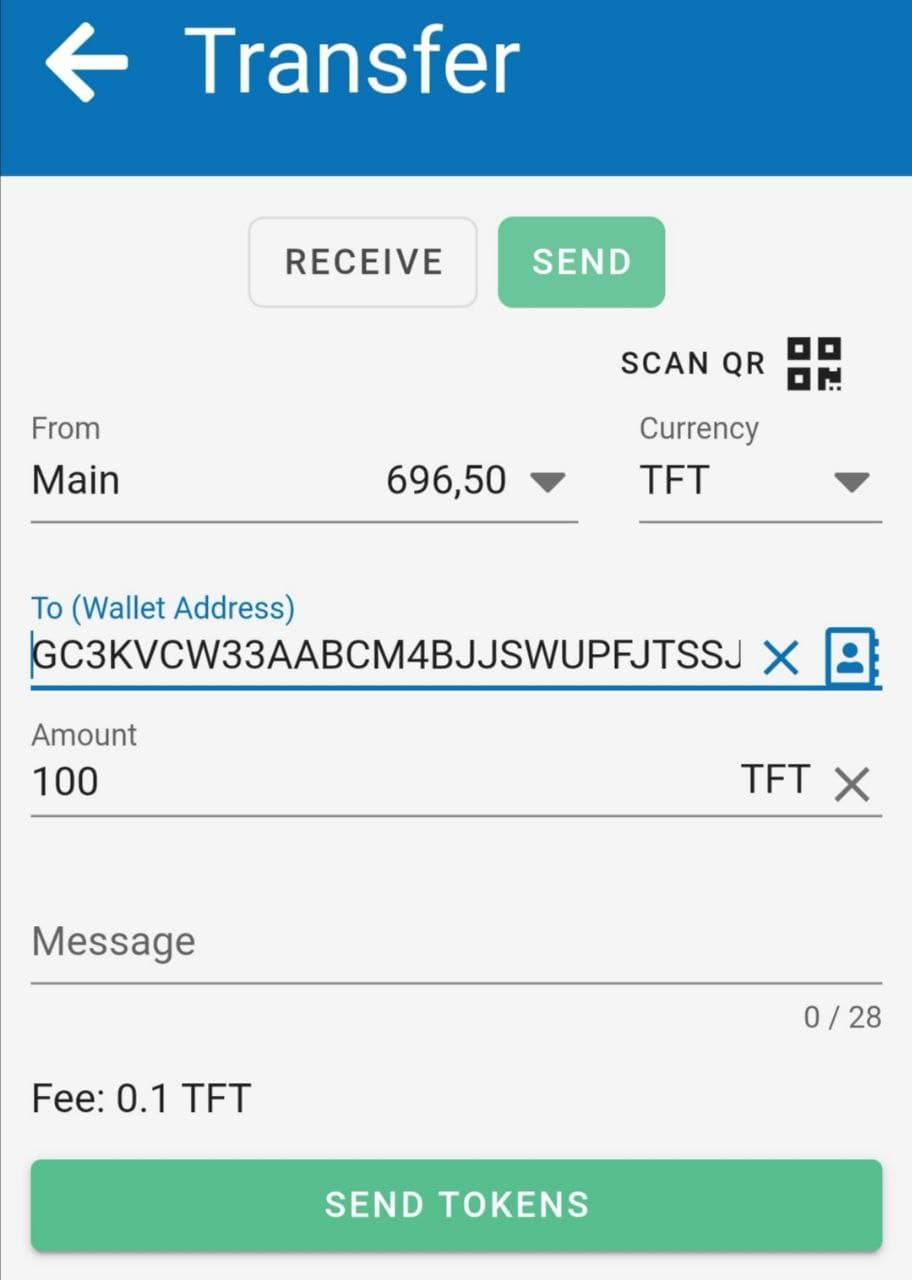 Transfer
RECEIVE SEND
SCAN QR
From Currency
Main 696,50 TFT
To (Wallet Address)
GC3KVCW33AABCM4BJJSWUPFJTSSJ
Amount
100 TFT
Message
0 / 28
Fee: 0.1 TFT
SEND TOKENS